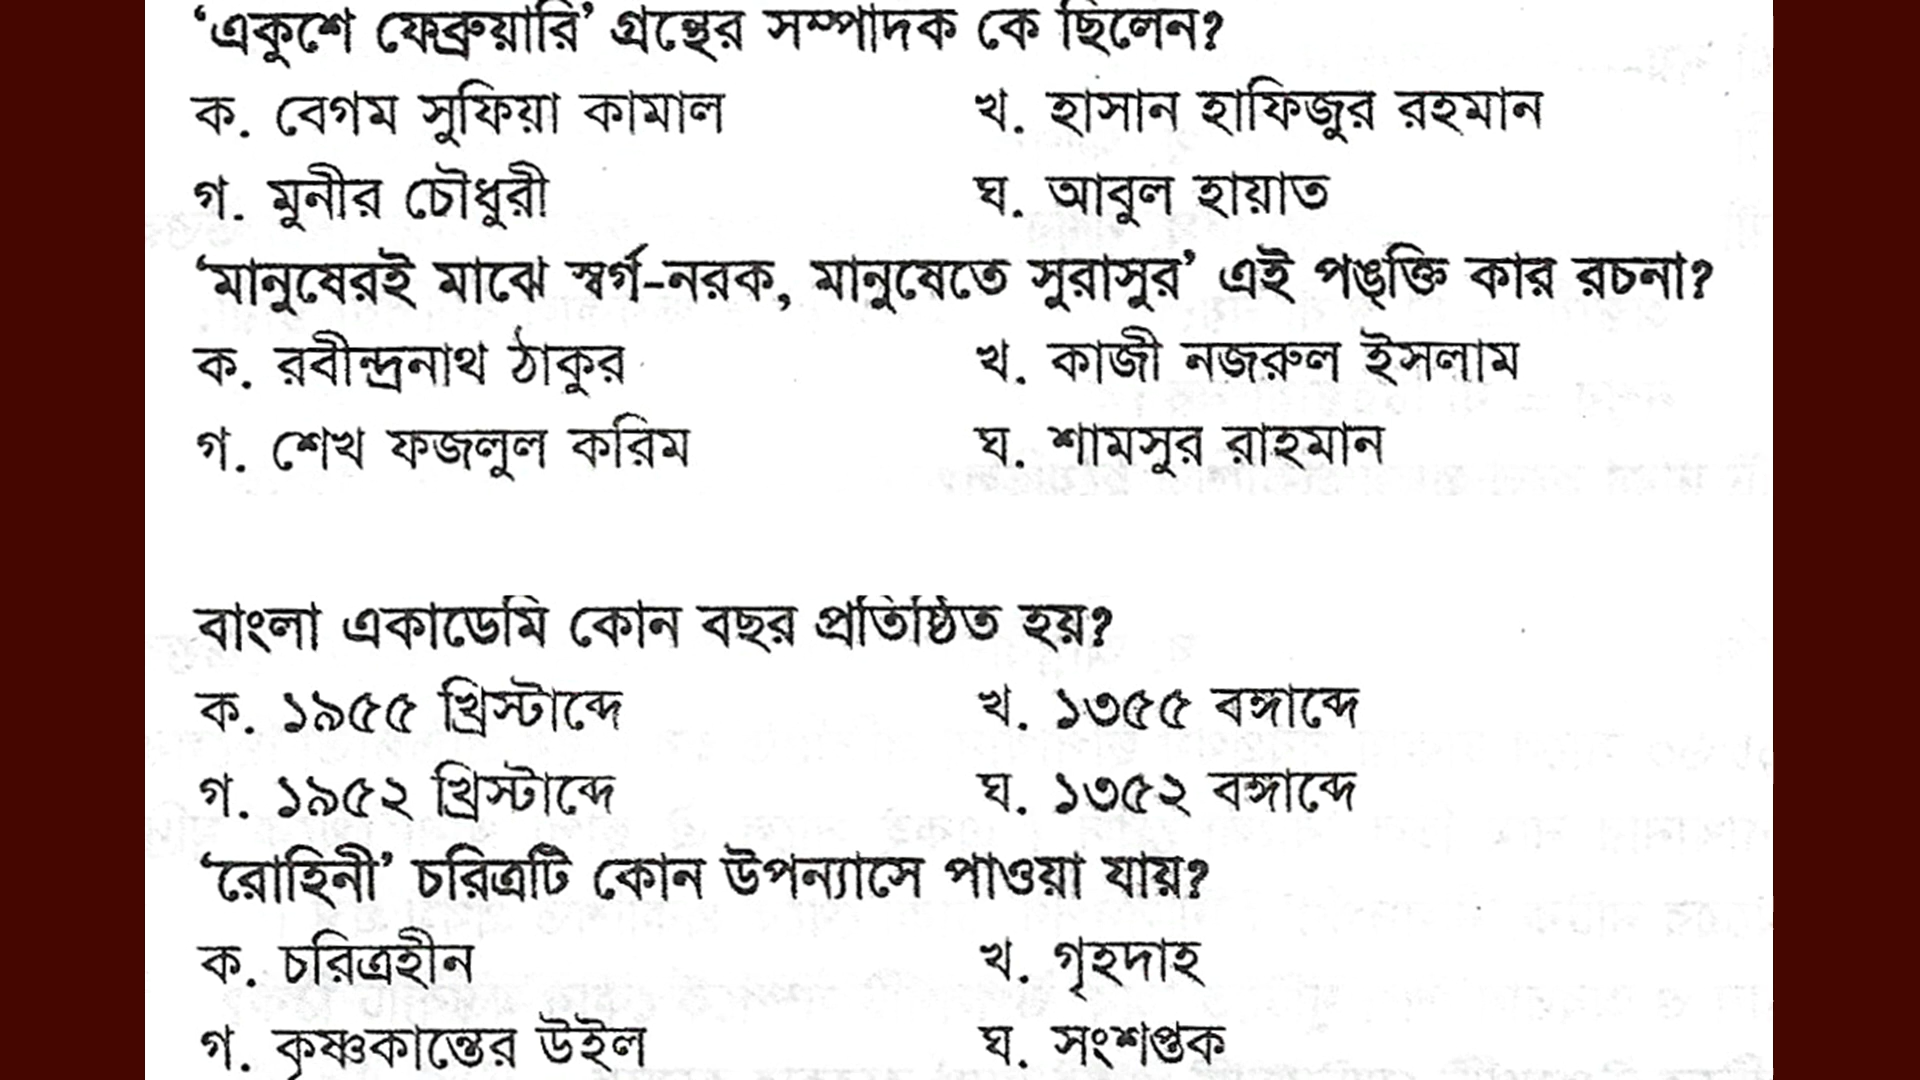 ‘একুশে ফেব্রুয়ারি’ গ্রন্থের সম্পাদক কে ছিলেন?
ক. বেগম সুফিয়া কামাল খ. হাসান হাফিজুর রহমান
গ. মুনীর চৌধুরী ঘ. আবুল হায়াত
‘মানুষেরই মাঝে স্বর্গ-নরক, মানুষেতে সুরাসুর’ এই পঙ্‌ক্তি কার রচনা?
ক. রবীন্দ্রনাথ ঠাকুর খ. কাজী নজরুল ইসলাম
গ. শেখ ফজলুল করিম ঘ. শামসুর রাহমান
বাংলা একাডেমি কোন বছর প্রতিষ্ঠিত হয়?
ক. ১৯৫৫ খ্রিস্টাব্দে খ. ১৩৫৫ বঙ্গাব্দে
গ. ১৯৫২ খ্রিস্টাব্দে ঘ. ১৩৫২ বঙ্গাব্দে
‘রোহিনী’ চরিত্রটি কোন উপন্যাসে পাওয়া যায়?
ক. চরিত্রহীন খ. গৃহদাহ
গ. কৃষ্ণকান্তের উইল ঘ. সংশপ্তক